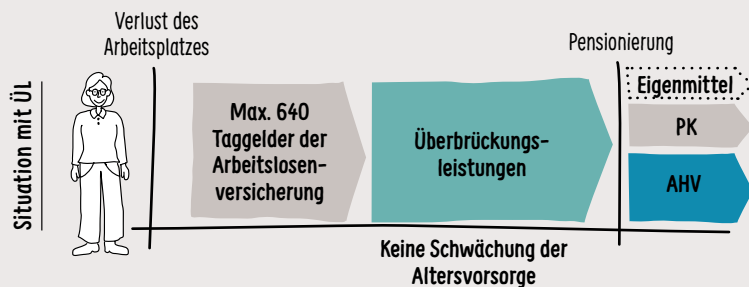 Situation mit ÜL
Verlust des
Arbeitsplatzes
Max. 640
Taggelder der
Arbeitslosen-
versicherung
Überbrückungs-
leistungen
Pensionierung
Eigenmittel
PK
AHV
Keine Schwächung der
Altersvorsorge